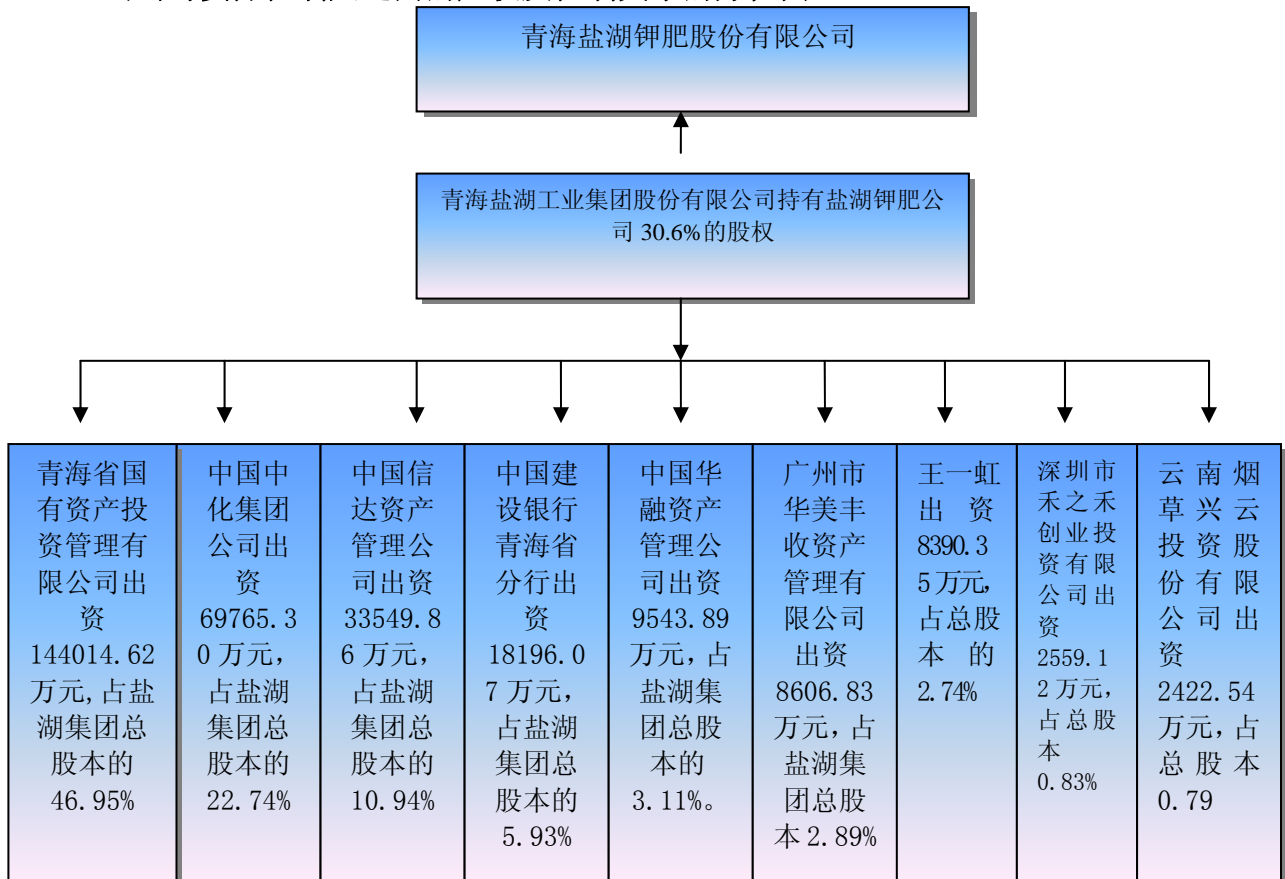 青海盐湖钾肥股份有限公司
青海盐湖工业集团股份有限公司持有盐湖钾肥公
司 30.6%的股权
青海省国
有资产投
资管理有
限公司出
资
144014.62
万元,占盐
湖集团总
股本的
46.95%
中国中
化集团
公司出
资
69765.3
0 万元，
占盐湖
集团总
股本的
22.74%
中国信
达资产
管理公
司出资
33549.8
6 万元，
占盐湖
集团总
股本的
10.94%
中国建
设银行
青海省
分行出
资
18196.0
7 万元，
占盐湖
集团总
股本的
5.93%
中国华
融资产
管理公
司出资
9543.89
万元，占
盐湖集
团总股
本的
3.11%。
广州市
华美丰
收资产
管理有
限公司
出资
8606.83
万元，占
盐湖集
团总股
本 2.89%
王一虹
出 资
8390.3
5 万元，
占总股
本 的
2.74%
深圳市
禾之禾
创业投
资有限
公司出
资
2559.1
2 万元，
占总股
本
0.83%
云 南 烟
草 兴 云
投 资 股
份 有 限
公 司 出
资
2422.54
万元，占
总 股 本
0.79